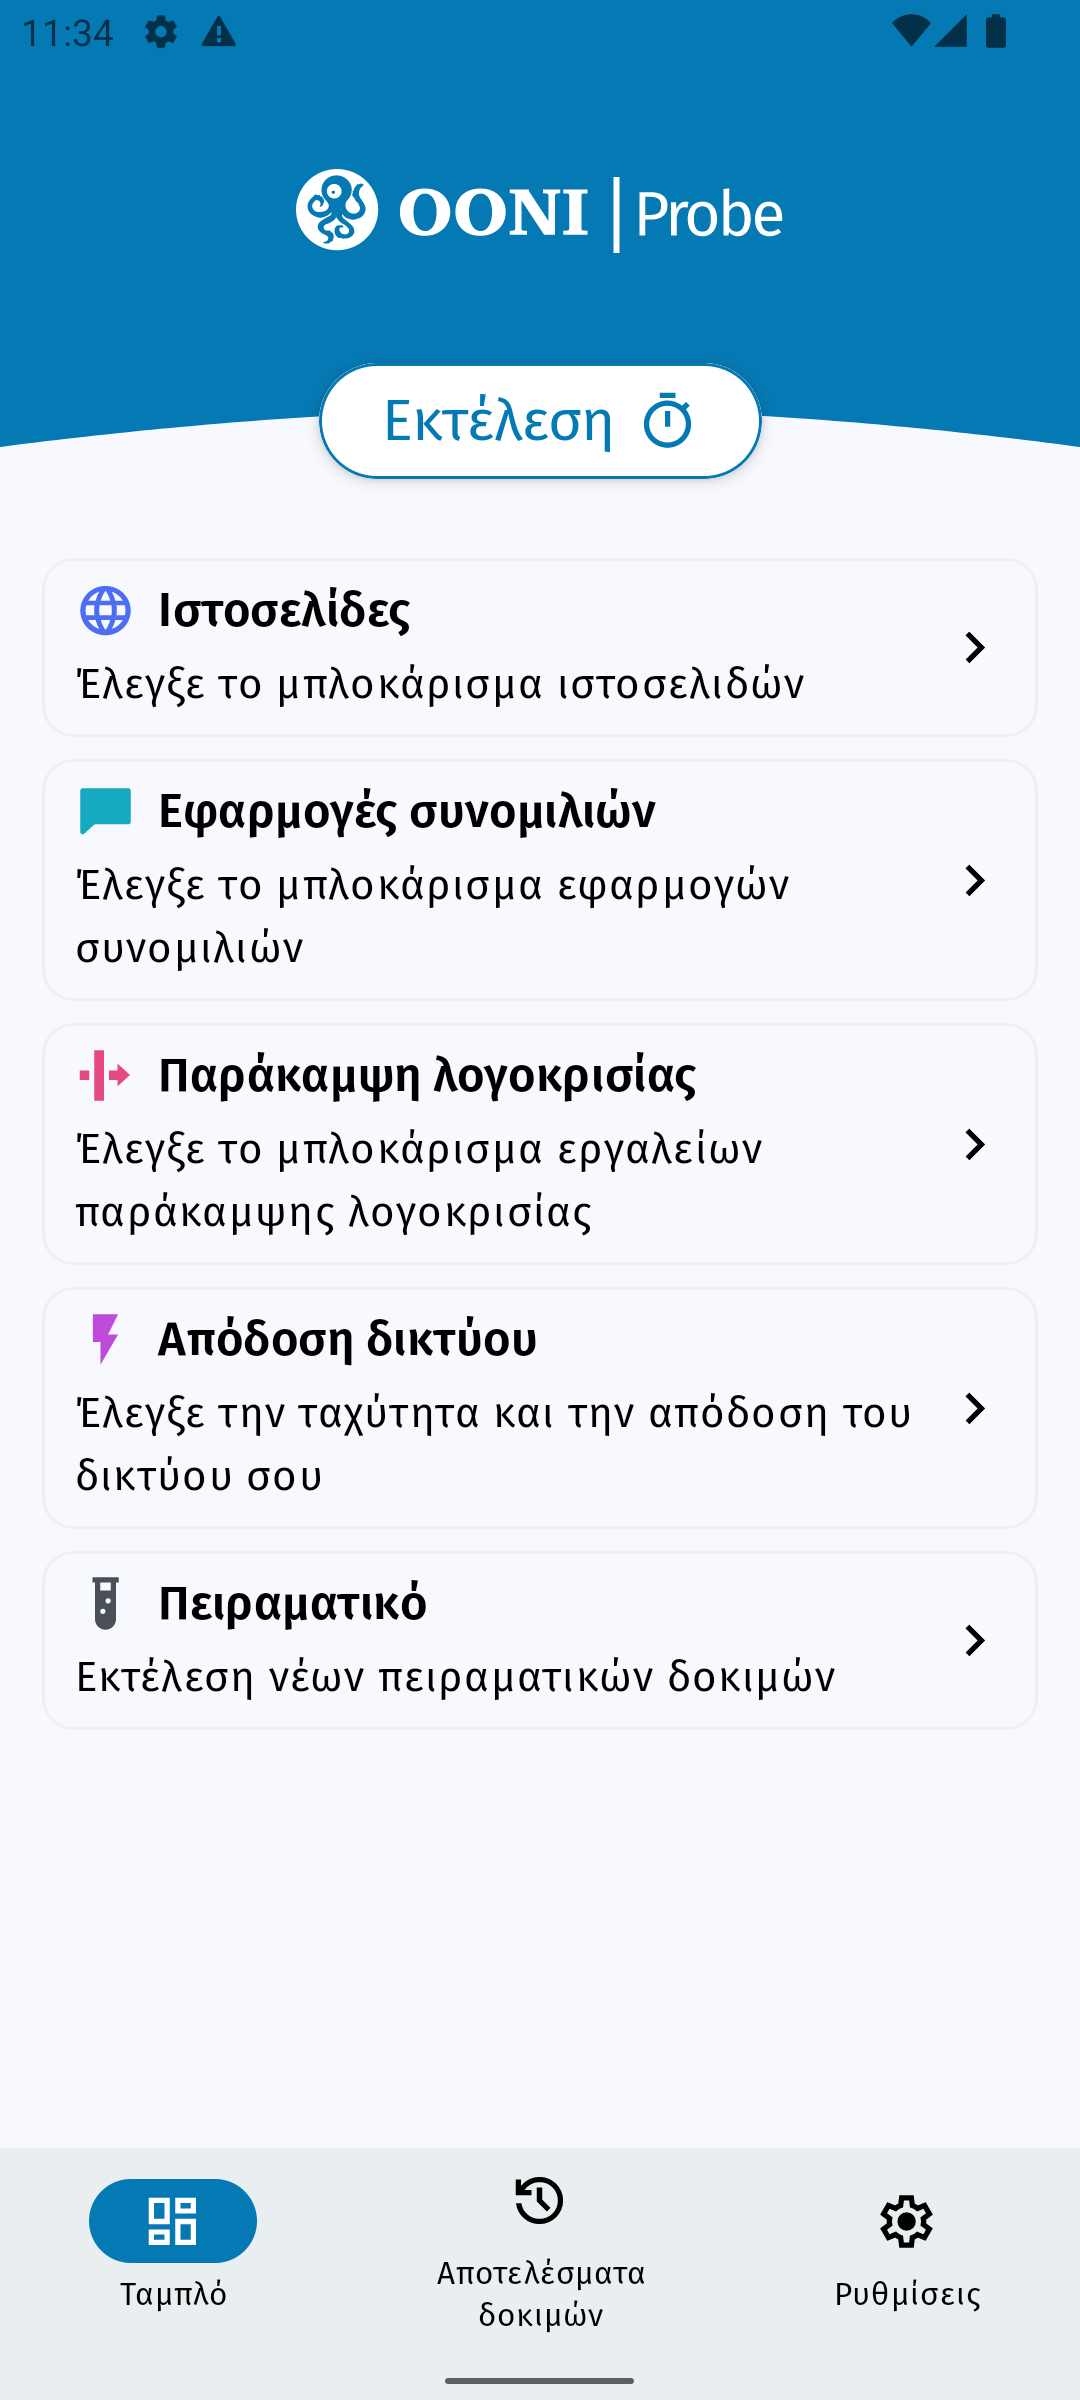 11:34
OONI | Probe
Εκτέλεση
Ιστοσελίδες
Έλεγξε το μπλοκάρισμα ιστοσελιδών
Εφαρμογές συνομιλιών
Έλεγξε το μπλοκάρισμα εφαρμογών
συνομιλιών
Παράκαμψη λογοκρισίας
Έλεγξε το μπλοκάρισμα εργαλείων
παράκαμψης λογοκρισίας
Απόδοση δικτύου
Έλεγξε την ταχύτητα και την απόδοση του
δικτύου σου
Πειραματικό
Εκτέλεση νέων πειραματικών δοκιμών
Ταμπλό
Αποτελέσματα
δοκιμών
Ρυθμίσεις